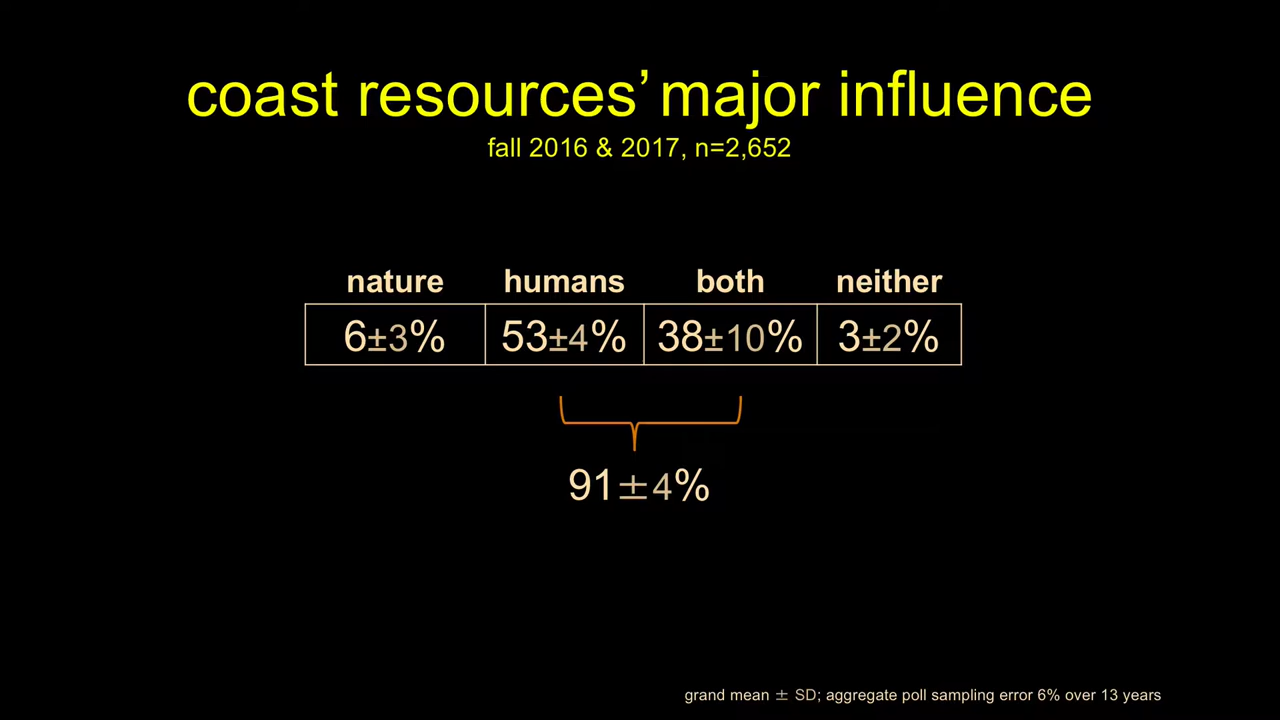 coast resources’ major influence
fall 2016 & 2017, n=2,652
nature humans both neither
6±3% 53±4% 38±10% 3±2%
91±4%
grand mean ± SD; aggregate poll sampling error 6% over 13 years